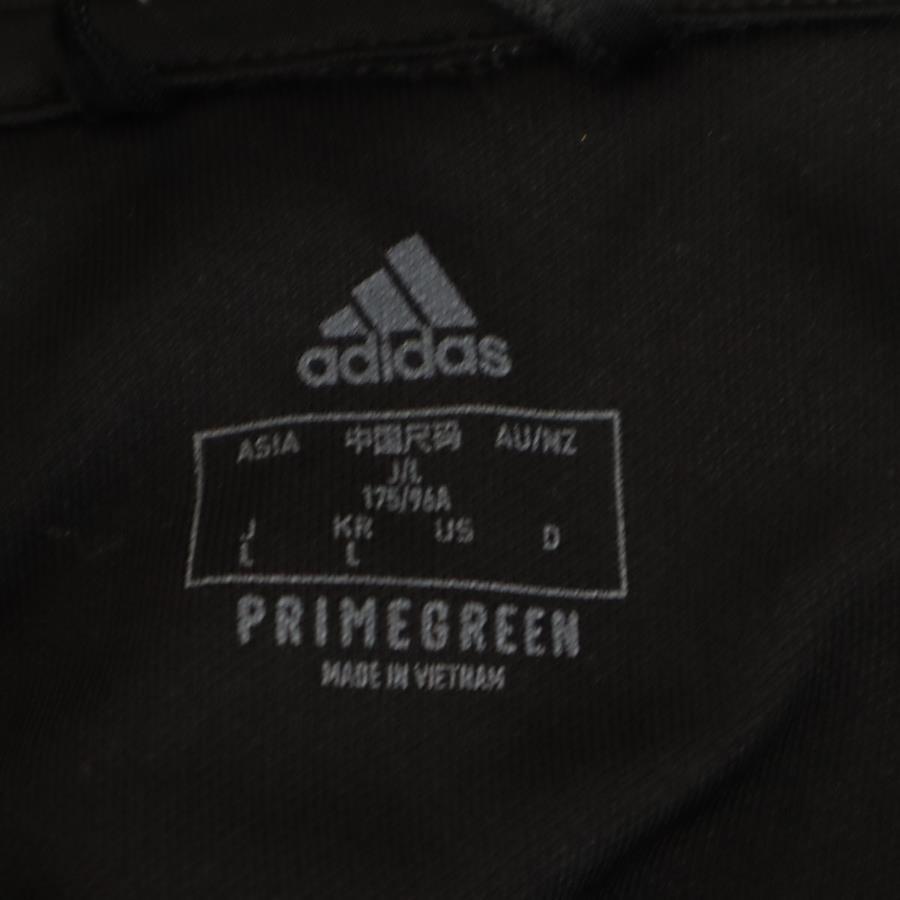 adidas
ASIA 中国尺码 AU/NZ
J/L
175/96A
J KR US D
L L
PRIMEGREEN
MADE IN VIETNAM